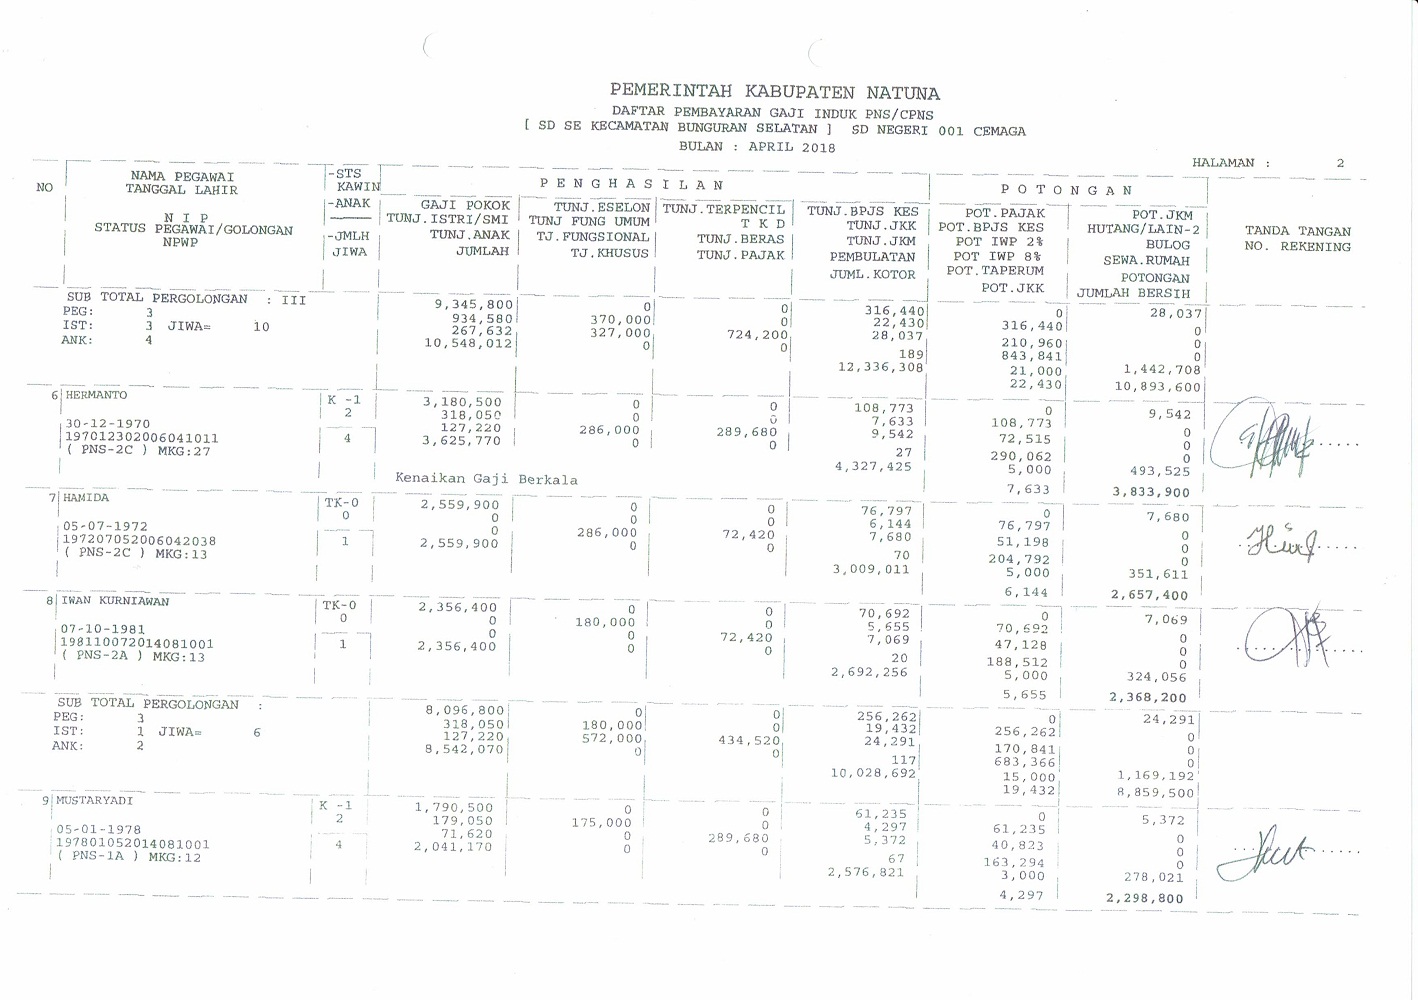 PEMERINTAH KABUPATEN NATUNA
DAFTAR PEMBAYARAN GAJI INDUK PNS/CPNS
[ SD SE KECAMATAN BUNGURAN SELATAN ] SD NEGERI 001 CEMAGA
BULAN : APRIL 2018
HALAMAN : 2
NO
NAMA PEGAWAI
TANGGAL LAHIR
N I P
STATUS PEGAWAI/GOLONGAN
NPWP
-STS
KAWIN
-ANAK
-JMLH
JIWA
P E N G H A S I L A N
GAJI POKOK
TUNJ.ISTRI/SMI
TUNJ.ANAK
JUMLAH
TUNJ.ESELON
TUNJ FUNG UMUM
TJ.FUNGSIONAL
TJ.KHUSUS
TUNJ.TERPENCIL
T K D
TUNJ.BERAS
TUNJ.PAJAK
TUNJ.BPJS KES
TUNJ.JKK
TUNJ.JKM
PEMBULATAN
JUML.KOTOR
P O T O N G A N
POT.PAJAK
POT.BPJS KES
POT IWP 2%
POT IWP 8%
POT.TAPERUM
POT.JKK
POT.JKM
HUTANG/LAIN-2
BULOG
SEWA.RUMAH
POTONGAN
JUMLAH BERSIH
TANDA TANGAN
NO. REKENING
SUB TOTAL PERGOLONGAN : III
PEG: 3
IST: 3 JIWA= 10
ANK: 4
9,345,800
934,580
267,632
10,548,012
0
370,000
327,000
0
0
0
724,200
0
316,440
22,430
28,037
189
12,336,308
0
316,440
210,960
843,841
21,000
22,430
28,037
0
0
0
1,442,708
10,893,600
6 HERMANTO
30-12-1970
197012302006041011
( PNS-2C ) MKG:27
K -1
2
4
3,180,500
318,050
127,220
3,625,770
0
0
286,000
0
0
0
289,680
0
108,773
7,633
9,542
27
4,327,425
0
108,773
72,515
290,062
5,000
7,633
9,542
0
0
0
493,525
3,833,900
Kenaikan Gaji Berkala
7 HAMIDA
05-07-1972
197207052006042038
( PNS-2C ) MKG:13
TK-0
0
1
2,559,900
0
0
2,559,900
0
0
286,000
0
0
0
72,420
0
76,797
6,144
7,680
70
3,009,011
0
76,797
51,198
204,792
5,000
6,144
7,680
0
0
0
351,611
2,657,400
8 IWAN KURNIAWAN
07-10-1981
198110072014081001
( PNS-2A ) MKG:13
TK-0
0
1
2,356,400
0
0
2,356,400
0
180,000
0
0
0
0
72,420
0
70,692
5,655
7,069
20
2,692,256
0
70,692
47,128
188,512
5,000
5,655
7,069
0
0
0
324,056
2,368,200
SUB TOTAL PERGOLONGAN :
PEG: 3
IST: 1 JIWA= 6
ANK: 2
8,096,800
318,050
127,220
8,542,070
0
180,000
572,000
0
0
0
434,520
0
256,262
19,432
24,291
117
10,028,692
0
256,262
170,841
683,366
15,000
19,432
24,291
0
0
0
1,169,192
8,859,500
9 MUSTARYADI
05-01-1978
197801052014081001
( PNS-1A ) MKG:12
K -1
2
4
1,790,500
179,050
71,620
2,041,170
0
175,000
0
0
0
0
289,680
0
61,235
4,297
5,372
67
2,576,821
0
61,235
40,823
163,294
3,000
4,297
5,372
0
0
0
278,021
2,298,800